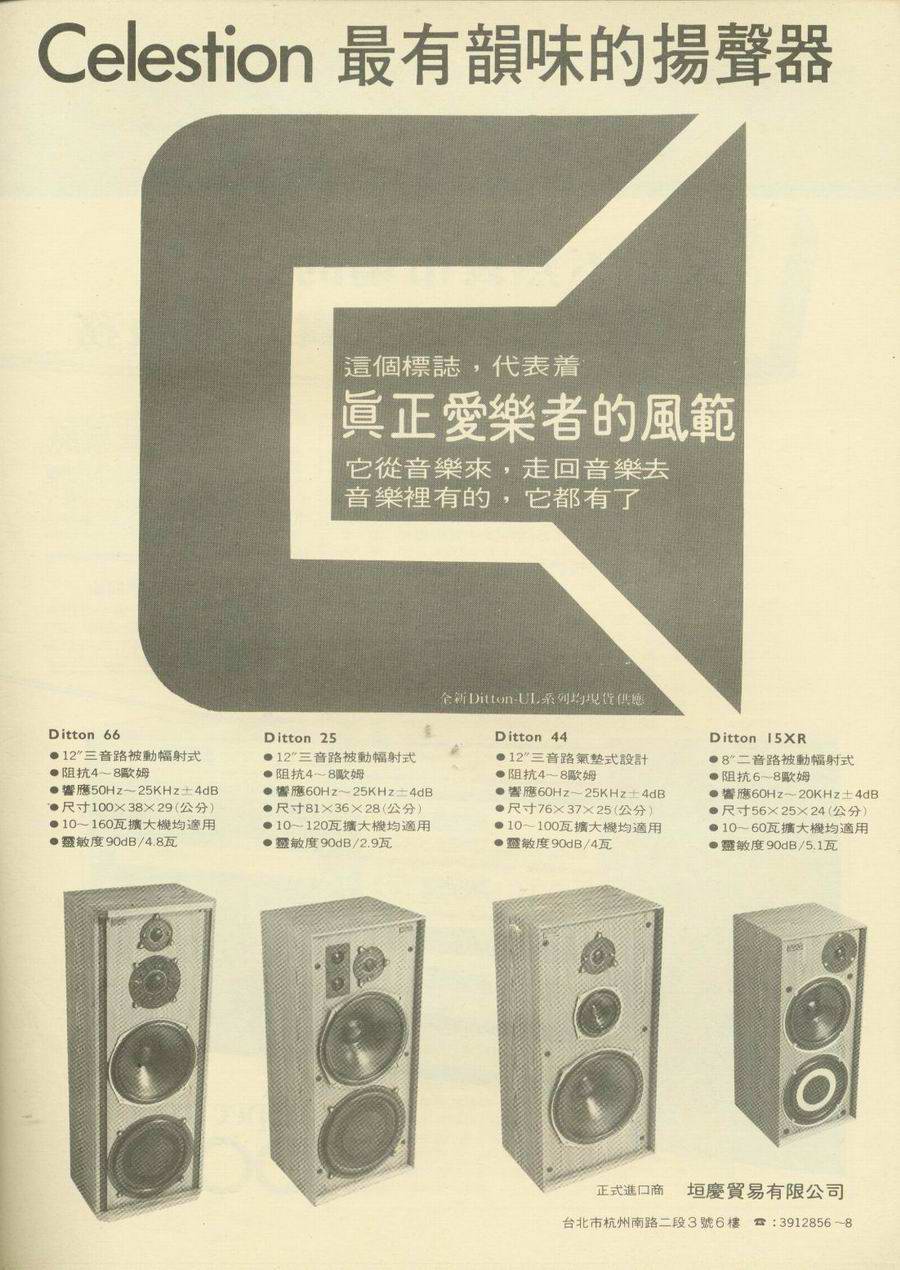 Celestion 最有韻味的揚聲器
這個標誌，代表着
眞正愛樂者的風範
它從音樂來，走回音樂去
音樂裡有的，它都有了
全新Ditton-UL系列均現貨供應
Ditton 66
●12″三音路被動幅射式
●阻抗4～8歐姆
●響應50Hz～25KHz±4dB
●尺寸100×38×29(公分)
●10～160瓦擴大機均適用
●靈敏度90dB/4.8瓦
Ditton 25
●12″三音路被動幅射式
●阻抗4～8歐姆
●響應60Hz～25KHz±4dB
●尺寸81×36×28(公分)
●10～120瓦擴大機均適用
●靈敏度90dB/2.9瓦
Ditton 44
●12″三音路氣墊式設計
●阻抗4～8歐姆
●響應60Hz～25KHz±4dB
●尺寸76×37×25(公分)
●10～100瓦擴大機均適用
●靈敏度90dB/4瓦
Ditton 15XR
●8″二音路被動幅射式
●阻抗6～8歐姆
●響應60Hz～20KHz±4dB
●尺寸56×25×24(公分)
●10～60瓦擴大機均適用
●靈敏度90dB/5.1瓦
正式進口商 垣慶貿易有限公司
台北市杭州南路二段3號6樓 ☎:3912856～8